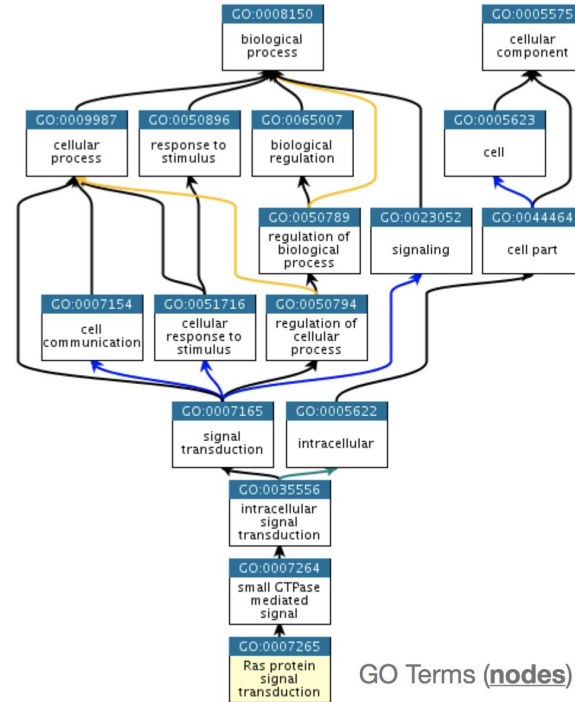 GO:0008150
biological
process
GO:0005575
cellular
component
GO:0009987
cellular
process
GO:0050896
response to
stimulus
GO:0065007
biological
regulation
GO:0005623
cell
GO:0050789
regulation of
biological
process
GO:0023052
signaling
GO:0044464
cell part
GO:0007154
cell
communication
GO:0051716
cellular
response to
stimulus
GO:0050794
regulation of
cellular
process
GO:0007165
signal
transduction
GO:0005622
intracellular
GO:0035556
intracellular
signal
transduction
GO:0007264
small GTPase
mediated
signal
GO:0007265
Ras protein
signal
transduction
GO Terms (nodes)